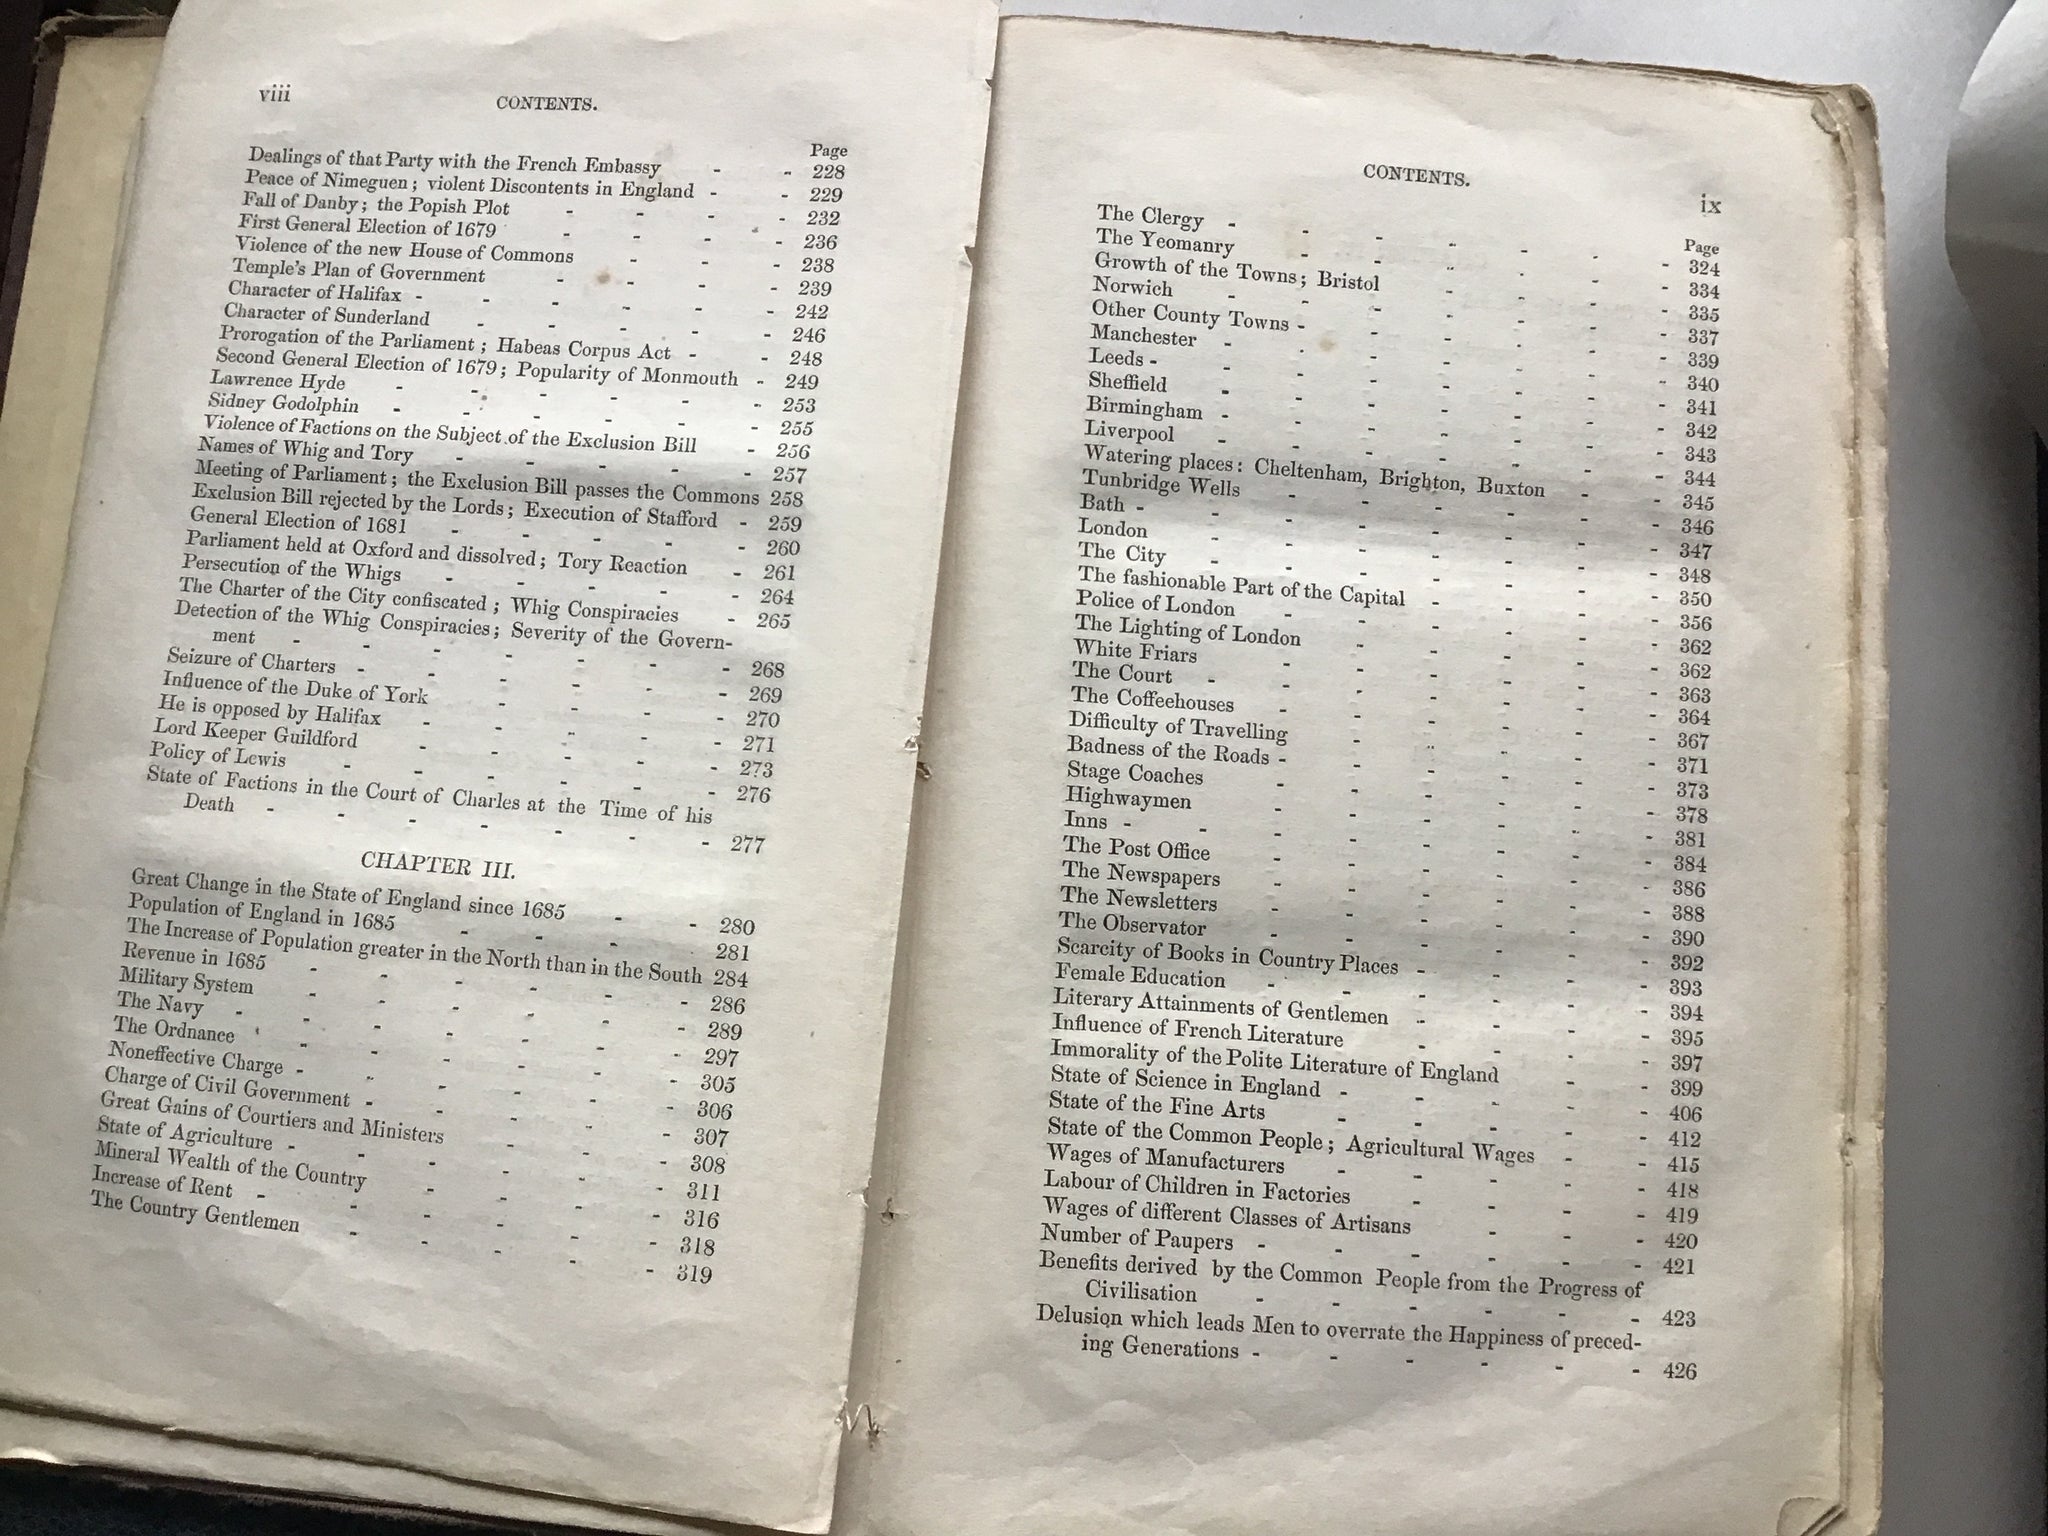 viii CONTENTS.
Page
Dealings of that Party with the French Embassy - - 228
Peace of Nimeguen; violent Discontents in England - - 229
Fall of Danby; the Popish Plot - - - - 232
First General Election of 1679 - - - - 236
Violence of the new House of Commons - - - 238
Temple's Plan of Government - - - - 239
Character of Halifax - - - - - - 242
Character of Sunderland - - - - - 246
Prorogation of the Parliament; Habeas Corpus Act - - 248
Second General Election of 1679; Popularity of Monmouth - 249
Lawrence Hyde - - - - - - 253
Sidney Godolphin - - - - - - 255
Violence of Factions on the Subject of the Exclusion Bill - 256
Names of Whig and Tory - - - - - 257
Meeting of Parliament; the Exclusion Bill passes the Commons 258
Exclusion Bill rejected by the Lords; Execution of Stafford - 259
General Election of 1681 - - - - - 260
Parliament held at Oxford and dissolved; Tory Reaction - 261
Persecution of the Whigs - - - - - 264
The Charter of the City confiscated; Whig Conspiracies - 265
Detection of the Whig Conspiracies; Severity of the Govern-
ment - - - - - - - 268
Seizure of Charters - - - - - - 269
Influence of the Duke of York - - - - 270
He is opposed by Halifax - - - - - 271
Lord Keeper Guildford - - - - - 273
Policy of Lewis - - - - - - 276
State of Factions in the Court of Charles at the Time of his
Death - - - - - - - 277
CHAPTER III.
Great Change in the State of England since 1685 - - 280
Population of England in 1685 - - - 281
The Increase of Population greater in the North than in the South 284
Revenue in 1685 - - - - - - 286
Military System - - - - - - 289
The Navy - - - - - - - 297
The Ordnance - - - - - - 305
Noneffective Charge - - - - - - 306
Charge of Civil Government - - - - - 307
Great Gains of Courtiers and Ministers - - - 308
State of Agriculture - - - - - - 311
Mineral Wealth of the Country - - - - 316
Increase of Rent - - - - - - - 318
The Country Gentlemen - - - - - 319
CONTENTS. ix
Page
The Clergy - - - - - - - 324
The Yeomanry - - - - - - 334
Growth of the Towns; Bristol - - - - 335
Norwich - - - - - - - 337
Other County Towns - - - - - - 339
Manchester - - - - - - - 340
Leeds - - - - - - - - 341
Sheffield - - - - - - - 342
Birmingham - - - - - - - 343
Liverpool - - - - - - - 344
Watering places: Cheltenham, Brighton, Buxton - - 345
Tunbridge Wells - - - - - - 346
Bath - - - - - - - - 347
London - - - - - - - 348
The City - - - - - - - 350
The fashionable Part of the Capital - - - - 356
Police of London - - - - - - 362
The Lighting of London - - - - - 362
White Friars - - - - - - 363
The Court - - - - - - - 364
The Coffeehouses - - - - - - 367
Difficulty of Travelling - - - - - 371
Badness of the Roads - - - - - - 373
Stage Coaches - - - - - - 378
Highwaymen - - - - - - 381
Inns - - - - - - - - 384
The Post Office - - - - - - 386
The Newspapers - - - - - - 388
The Newsletters - - - - - - 390
The Observator - - - - - - 392
Scarcity of Books in Country Places - - - - 393
Female Education - - - - - - 394
Literary Attainments of Gentlemen - - - - 395
Influence of French Literature - - - - 397
Immorality of the Polite Literature of England - - 399
State of Science in England - - - - - 406
State of the Fine Arts - - - - - 412
State of the Common People; Agricultural Wages - - 415
Wages of Manufacturers - - - - - 418
Labour of Children in Factories - - - - 419
Wages of different Classes of Artisans - - - 420
Number of Paupers - - - - - - 421
Benefits derived by the Common People from the Progress of
Civilisation - - - - - - 423
Delusion which leads Men to overrate the Happiness of preced-
ing Generations - - - - - - 426